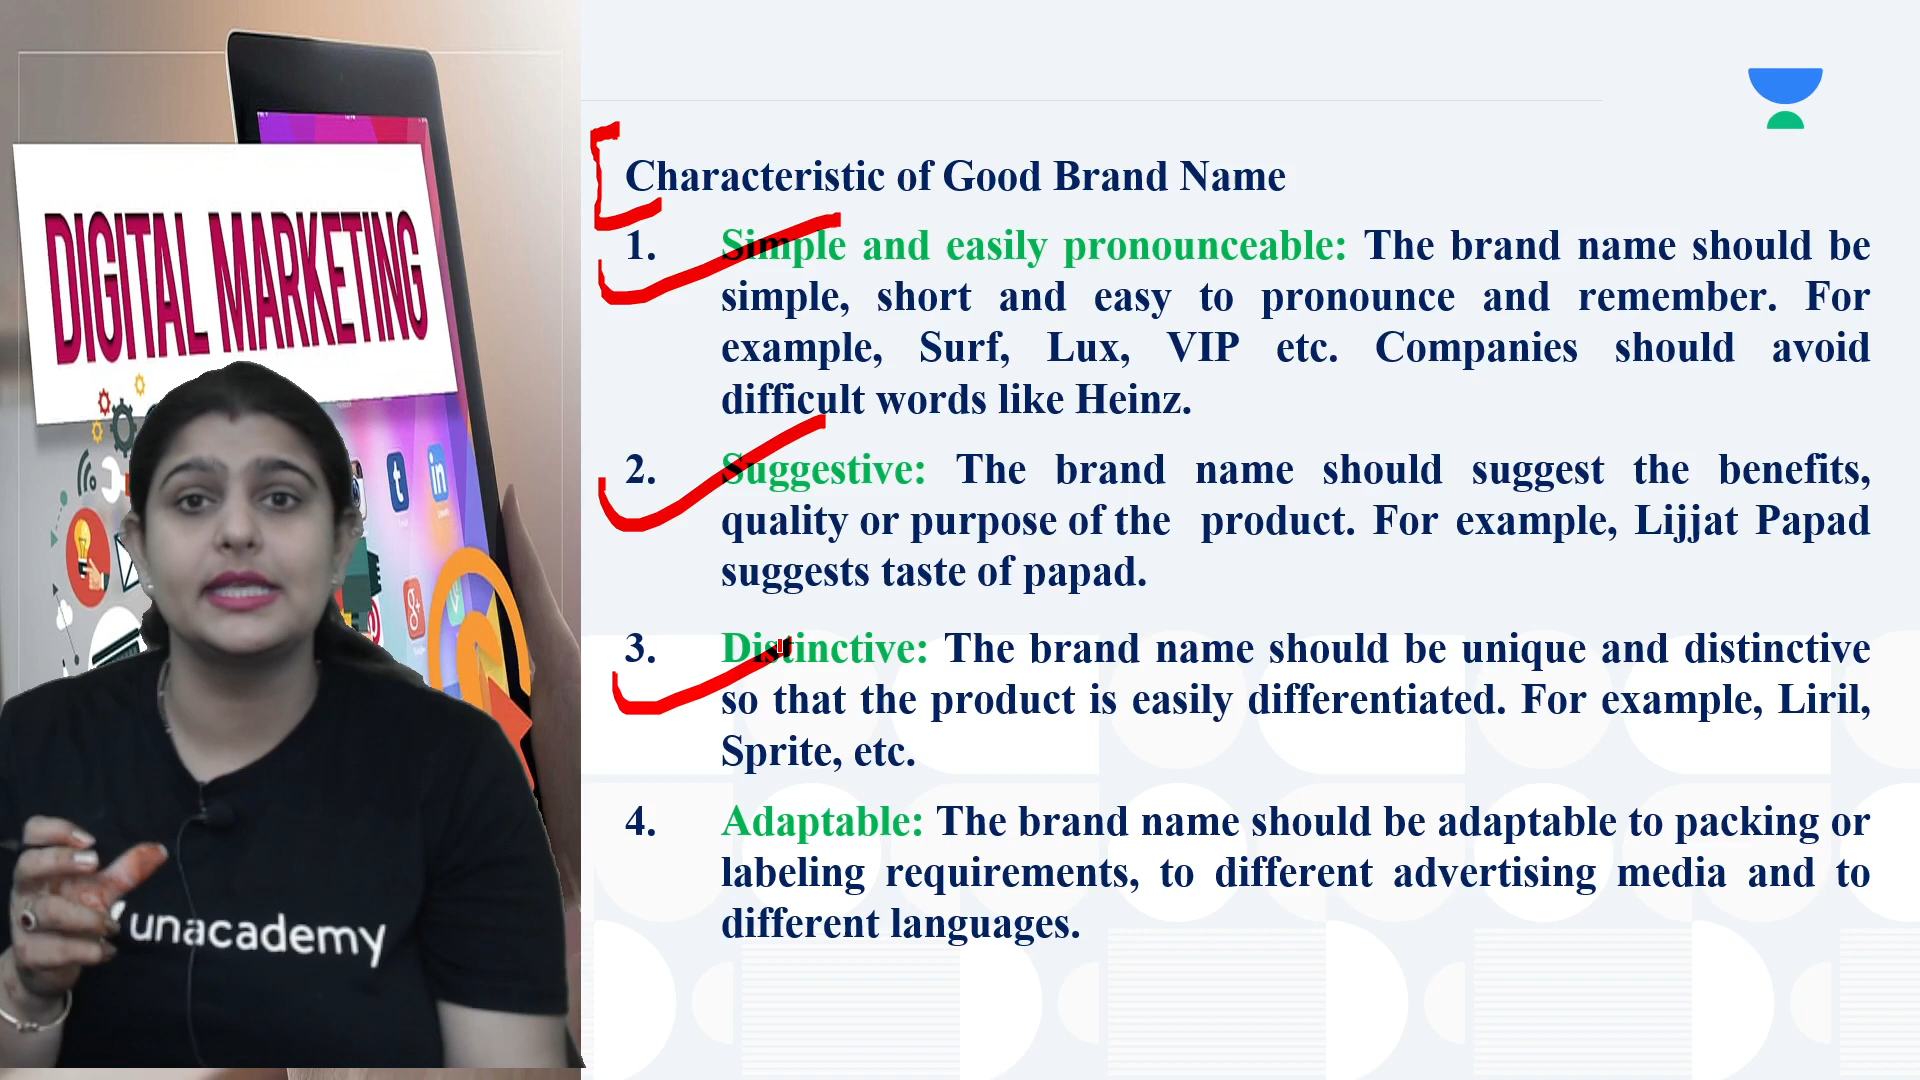 DIGITAL MARKETING
unacademy
Characteristic of Good Brand Name
1. Simple and easily pronounceable: The brand name should be
simple, short and easy to pronounce and remember. For
example, Surf, Lux, VIP etc. Companies should avoid
difficult words like Heinz.
2. Suggestive: The brand name should suggest the benefits,
quality or purpose of the product. For example, Lijjat Papad
suggests taste of papad.
3. Distinctive: The brand name should be unique and distinctive
so that the product is easily differentiated. For example, Liril,
Sprite, etc.
4. Adaptable: The brand name should be adaptable to packing or
labeling requirements, to different advertising media and to
different languages.